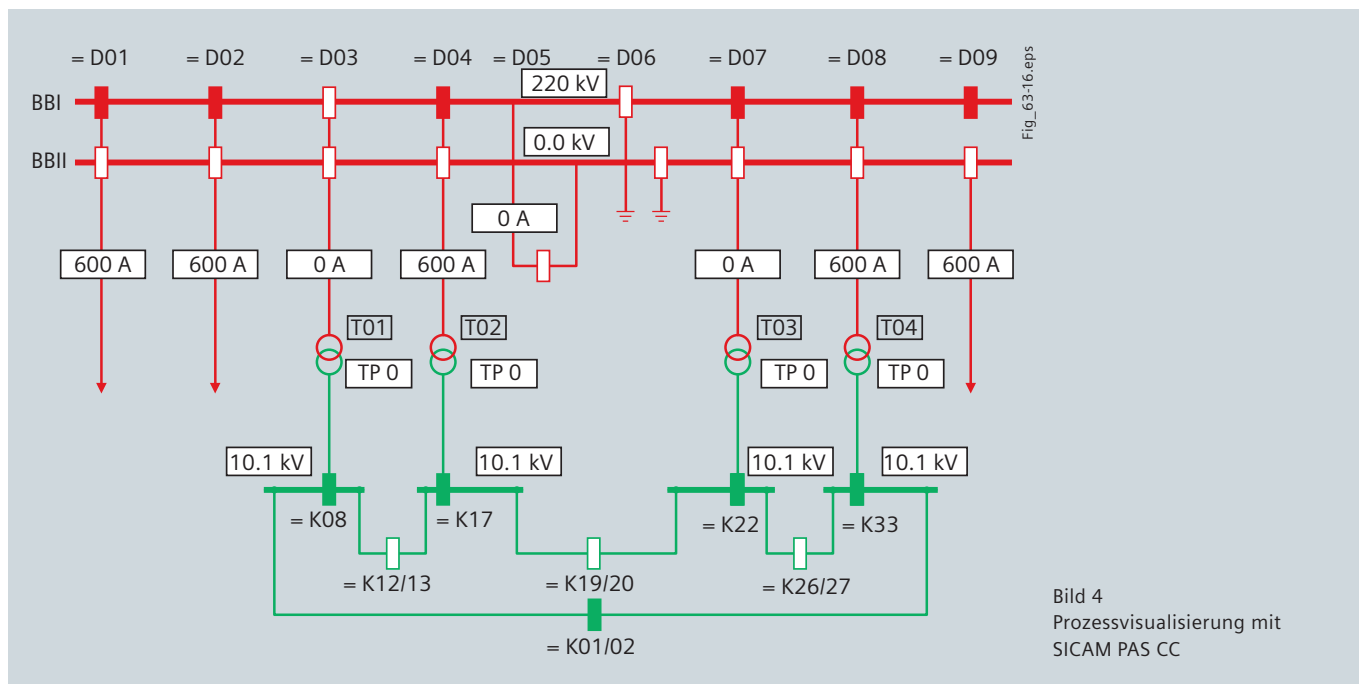 = D01
= D02
= D03
= D04
= D05
= D06
= D07
= D08
= D09
220 kV
BBI
0.0 kV
BBII
0 A
600 A
600 A
0 A
600 A
0 A
600 A
600 A
T01
T02
T03
T04
TP 0
TP 0
TP 0
TP 0
10.1 kV
10.1 kV
10.1 kV
10.1 kV
= K08
= K17
= K22
= K33
= K12/13
= K19/20
= K26/27
= K01/02
Fig_63-16.eps
Bild 4
Prozessvisualisierung mit
SICAM PAS CC